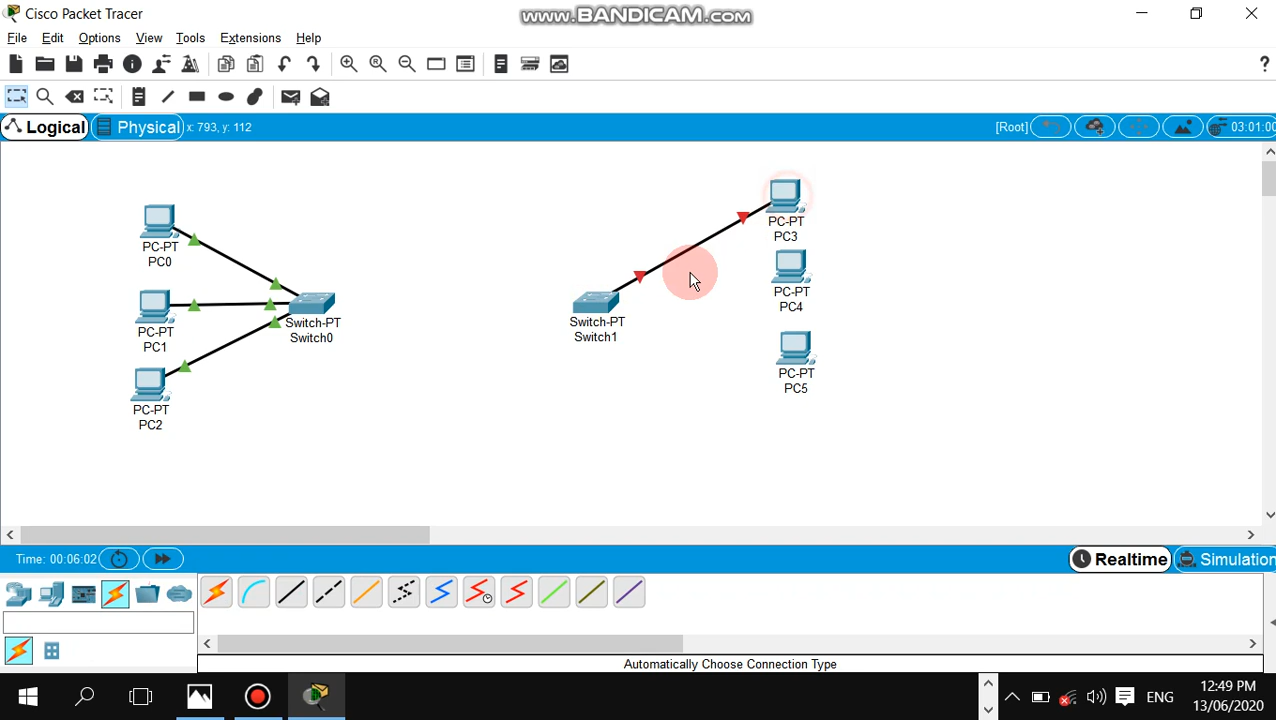 Cisco Packet Tracer
www.BANDICAM.com
File Edit Options View Tools Extensions Help
?
Logical Physical x: 793, y: 112 [Root] 03:01:00
PC-PT
PC0
PC-PT
PC1
PC-PT
PC2
Switch-PT
Switch0
Switch-PT
Switch1
PC-PT
PC3
PC-PT
PC4
PC-PT
PC5
Time: 00:06:02 Realtime Simulation
Automatically Choose Connection Type
ENG
12:49 PM
13/06/2020